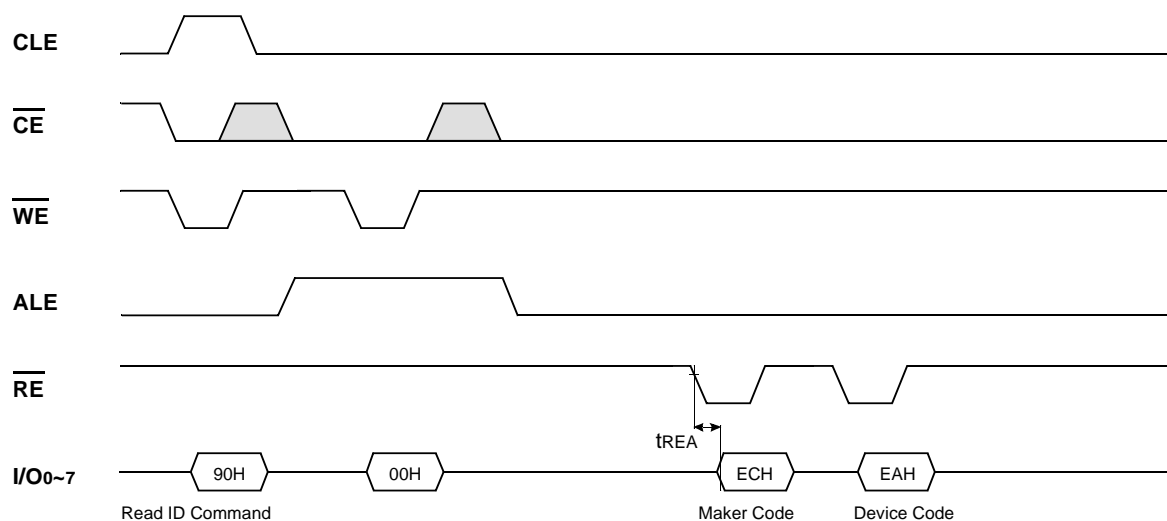 CLE
CE
WE
ALE
RE
tREA
I/O0~7
90H
00H
ECH
EAH
Read ID Command
Maker Code
Device Code